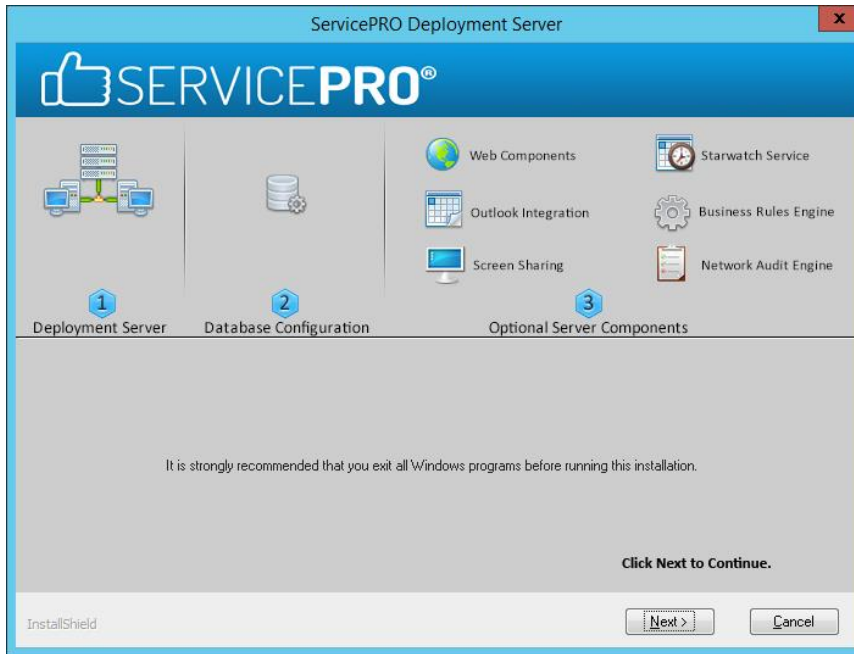 ServicePRO Deployment Server
x
SERVICEPRO®
Web Components
Starwatch Service
Outlook Integration
Business Rules Engine
Screen Sharing
Network Audit Engine
1
2
3
Deployment Server
Database Configuration
Optional Server Components
It is strongly recommended that you exit all Windows programs before running this installation.
Click Next to Continue.
InstallShield
Next >
Cancel